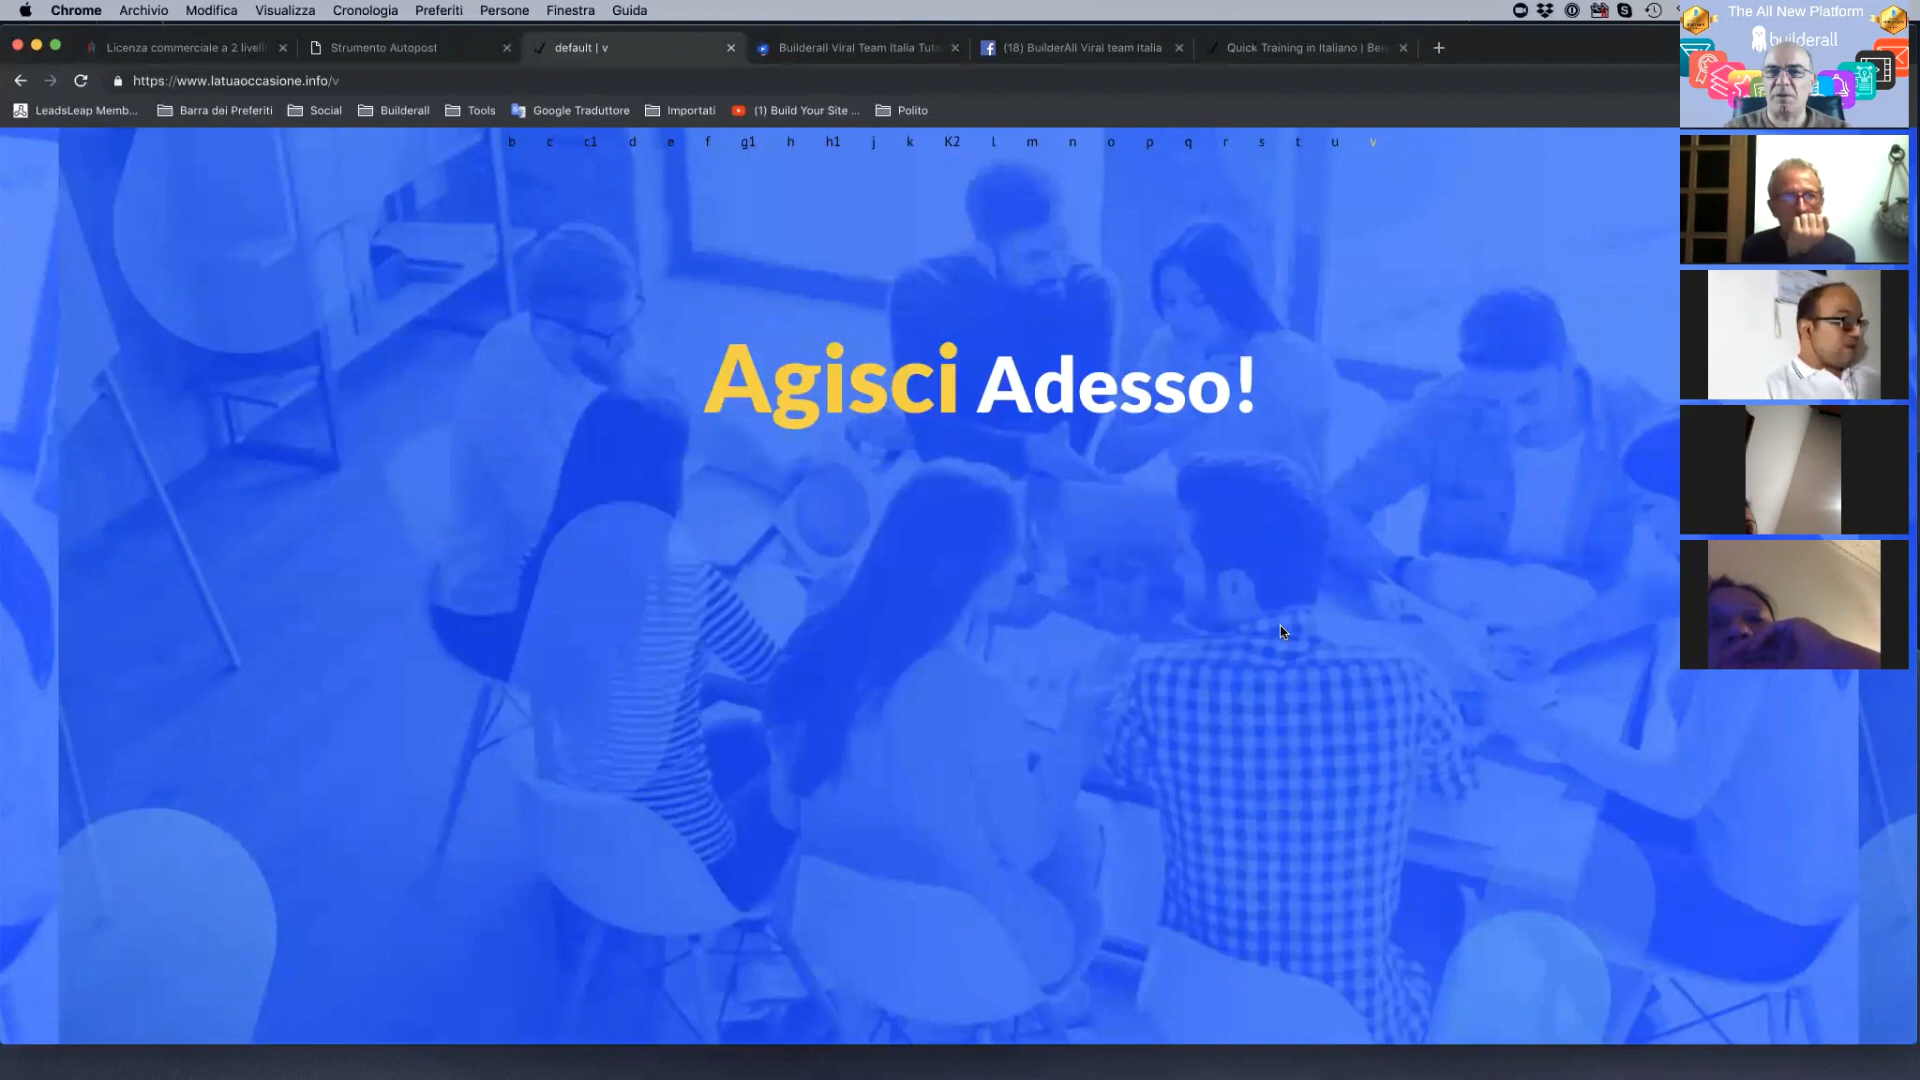 Chrome Archivio Modifica Visualizza Cronologia Preferiti Persone Finestra Guida
The All New Platform
builderall
Licenza commerciale a 2 livelli
Strumento Autopost
default | v
Builderall Viral Team Italia Tuto
(18) BuilderAll Viral team Italia
Quick Training in Italiano | Ben
https://www.latuaoccasione.info/v
LeadsLeap Memb... Barra dei Preferiti Social Builderall Tools Google Traduttore Importati (1) Build Your Site ... Polito
b c c1 d e f g1 h h1 j k K2 l m n o p q r s t u v
Agisci Adesso!